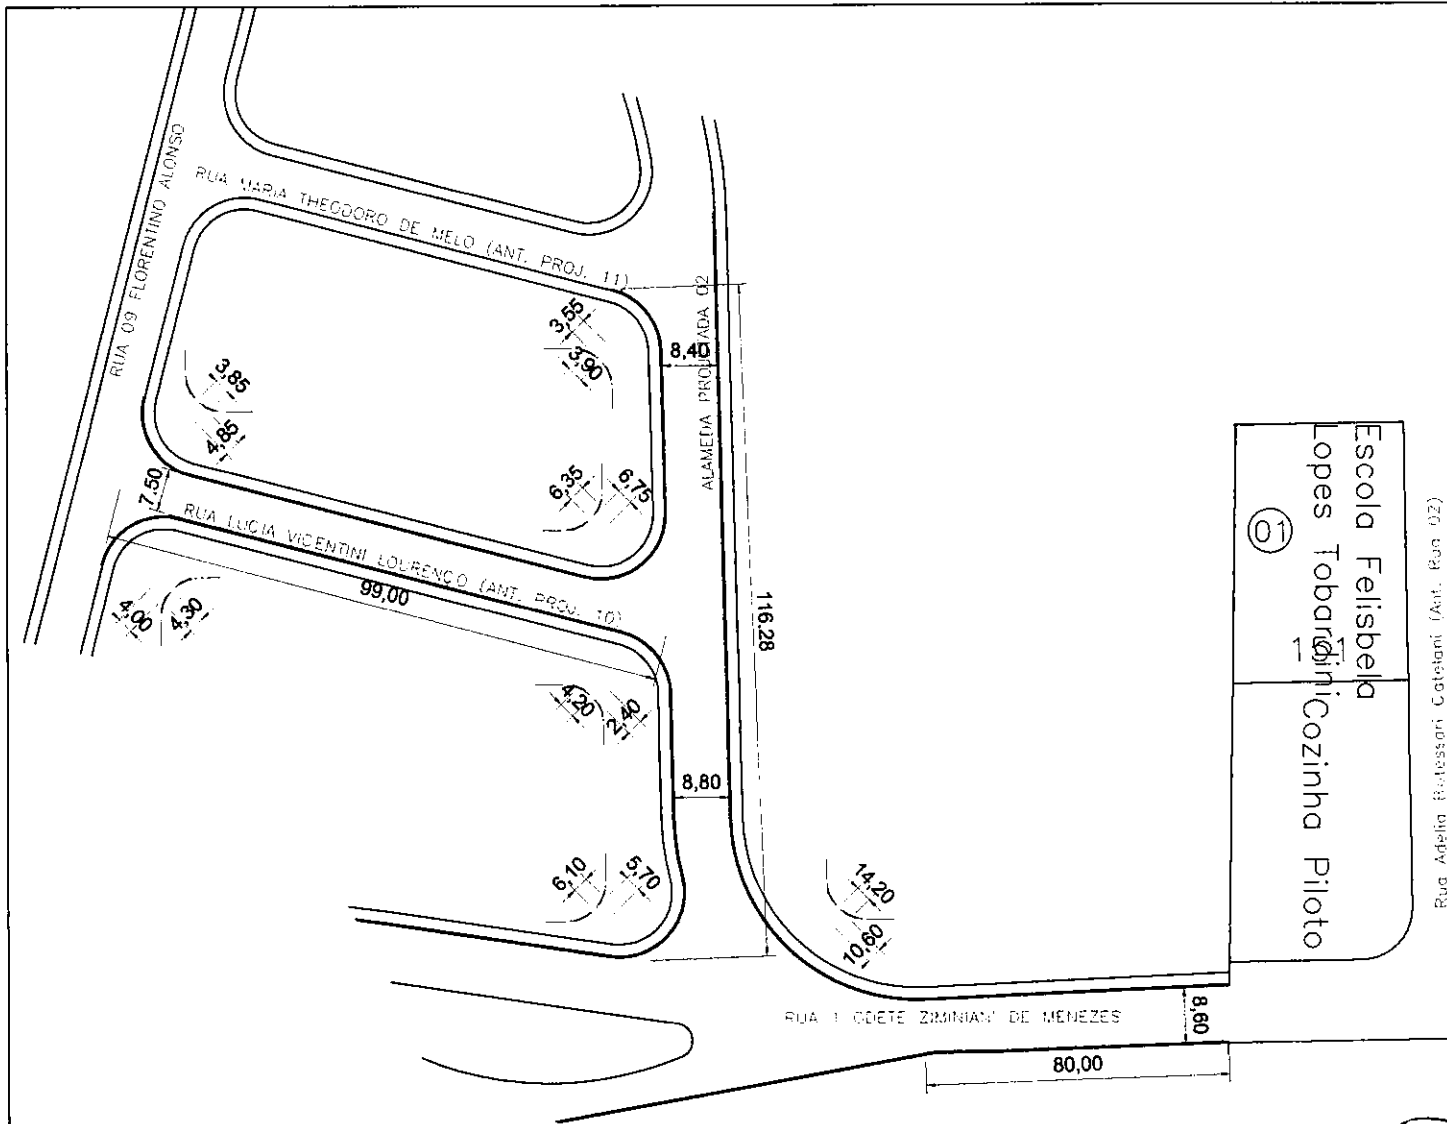 RUA 09 FLORENTINO ALONSO
RUA MARIA THEODORO DE MELO (ANT. PROJ. 11)
ALAMEDA PROJETADA 02
3,55
3,90
8,40
3,85
4,85
6,35
6,75
7.50
RUA LUCIA VICENTINI LOURENÇO (ANT. PROJ. 10)
99,00
116.28
4,00
4,30
4,20
2,40
8,80
6,10
5,70
14,20
10,60
RUA 1 ODETE ZIMINIANI DE MENEZES
8,60
80,00
Escola Felisbela
Lopes Tobardini
01
Cozinha Piloto
Rua Adelia Catelani (Ant. Rua 02)